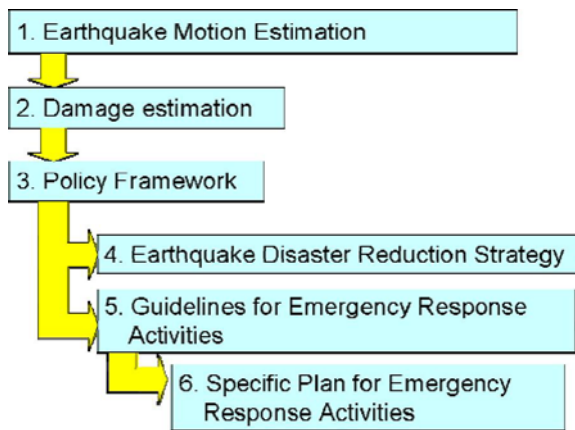 1. Earthquake Motion Estimation
2. Damage estimation
3. Policy Framework
4. Earthquake Disaster Reduction Strategy
5. Guidelines for Emergency Response
Activities
6. Specific Plan for Emergency
Response Activities